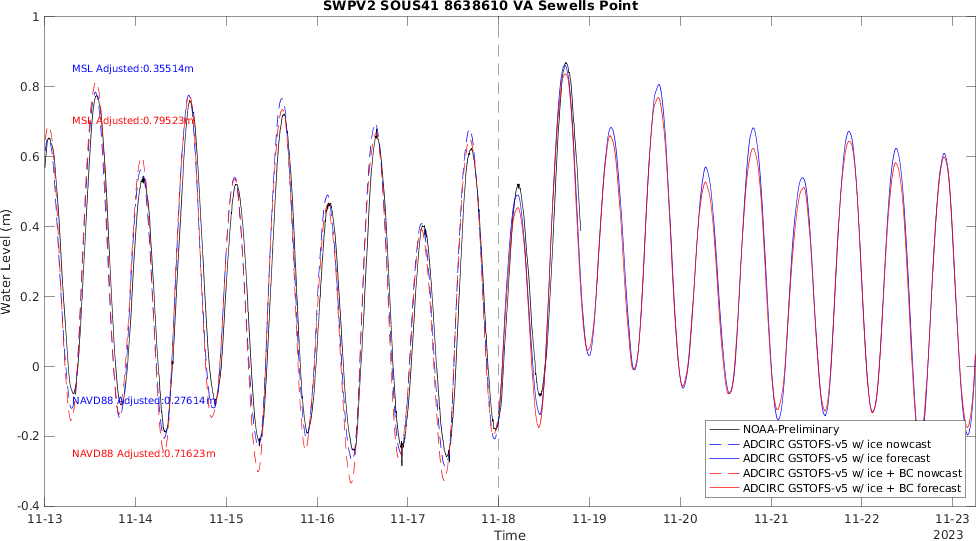 SWPV2 SOUS41 8638610 VA Sewells Point
1
0.8
0.6
0.4
0.2
0
-0.2
-0.4
Water Level (m)
MSL Adjusted:0.35514m
MSL Adjusted:0.79523m
NAVD88 Adjusted:0.27614m
NAVD88 Adjusted:0.71623m
NOAA-Preliminary
ADCIRC GSTOFS-v5 w/ ice nowcast
ADCIRC GSTOFS-v5 w/ ice forecast
ADCIRC GSTOFS-v5 w/ ice + BC nowcast
ADCIRC GSTOFS-v5 w/ ice + BC forecast
11-13 11-14 11-15 11-16 11-17 11-18 11-19 11-20 11-21 11-22 11-23
Time
2023